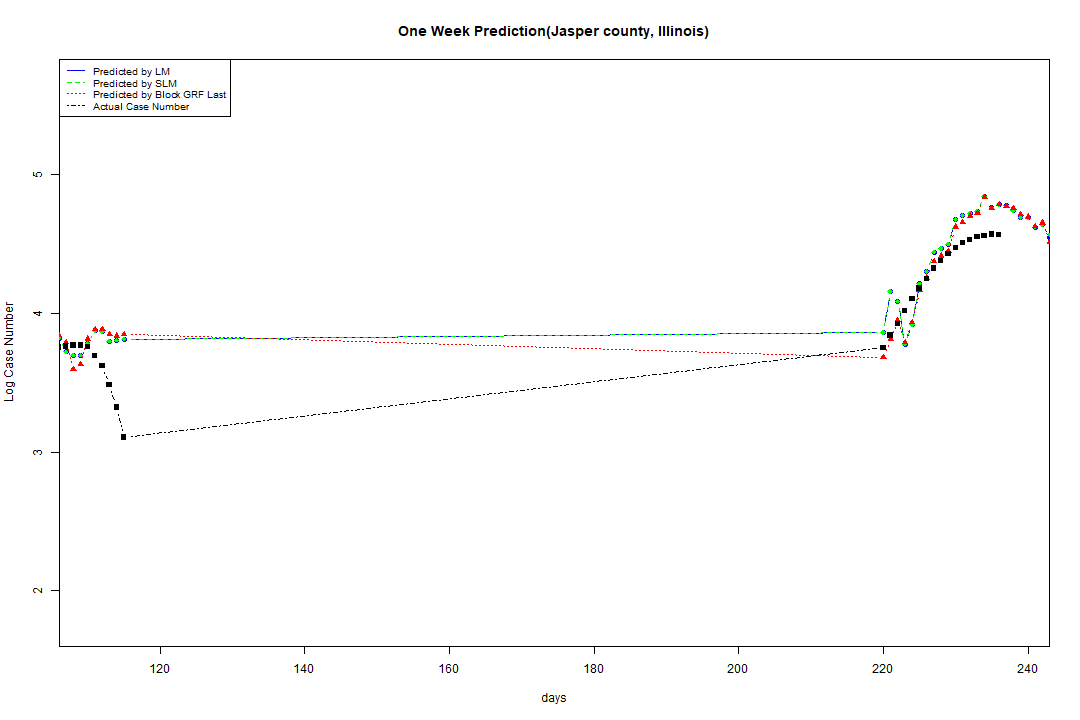 One Week Prediction(Jasper county, Illinois)
Predicted by LM
Predicted by SLM
Predicted by Block GRF Last
Actual Case Number
Log Case Number
5
4
3
2
120 140 160 180 200 220 240
days